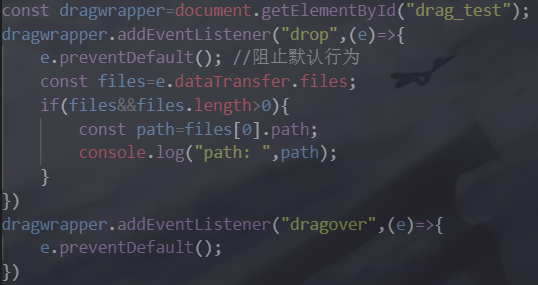 const dragwrapper=document.getElementById("drag_test");
dragwrapper.addEventListener("drop",(e)=>{
    e.preventDefault(); //阻止默认行为
    const files=e.dataTransfer.files;
    if(files&&files.length>0){
        const path=files[0].path;
        console.log("path: ",path);
    }
})
dragwrapper.addEventListener("dragover",(e)=>{
    e.preventDefault();
})